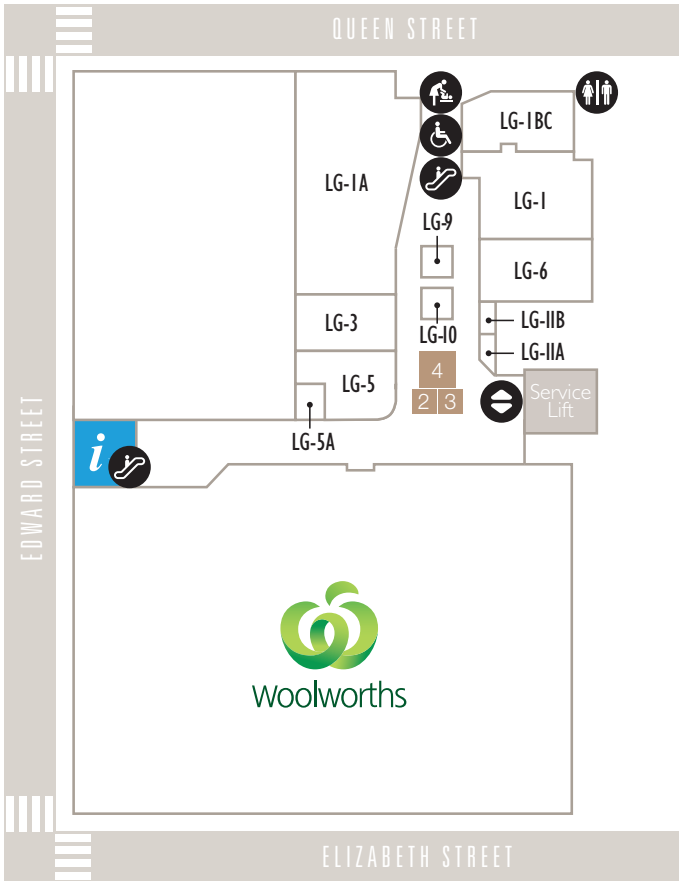 QUEEN STREET
LG-1BC
LG-1A
LG-1
LG-9
LG-6
LG-10
LG-11B
LG-3
LG-11A
4
LG-5
2 3
Service
Lift
LG-5A
i
EDWARD STREET
Woolworths
ELIZABETH STREET